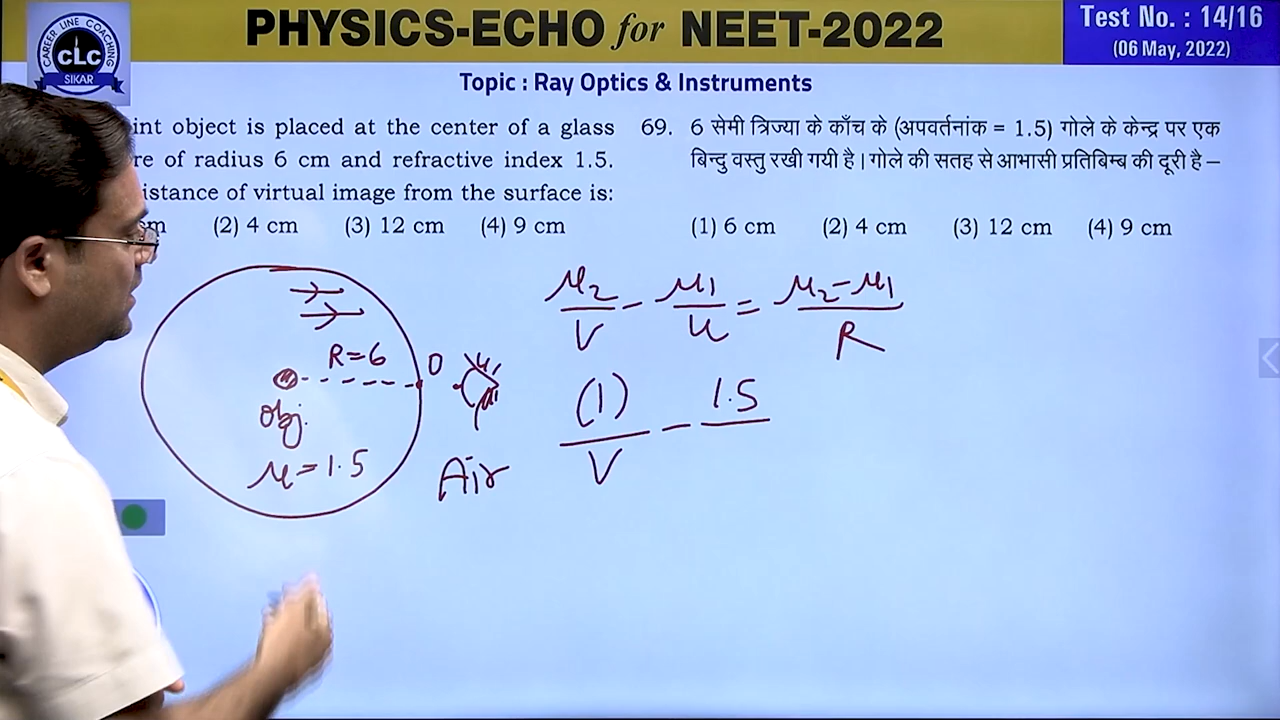 PHYSICS-ECHO for NEET-2022
Test No. : 14/16
(06 May, 2022)
CAREER LINE COACHING
CLC
SIKAR
Topic : Ray Optics & Instruments
int object is placed at the center of a glass
re of radius 6 cm and refractive index 1.5.
istance of virtual image from the surface is:
cm (2) 4 cm (3) 12 cm (4) 9 cm
69. 6 सेमी त्रिज्या के काँच के (अपवर्तनांक = 1.5) गोले के केन्द्र पर एक
बिन्दु वस्तु रखी गयी है। गोले की सतह से आभासी प्रतिबिम्ब की दूरी है –
(1) 6 cm (2) 4 cm (3) 12 cm (4) 9 cm
R=6
O
obj.
μ=1.5
Air
μ2/V - μ1/u = μ2-μ1/R
(1)/V - 1.5